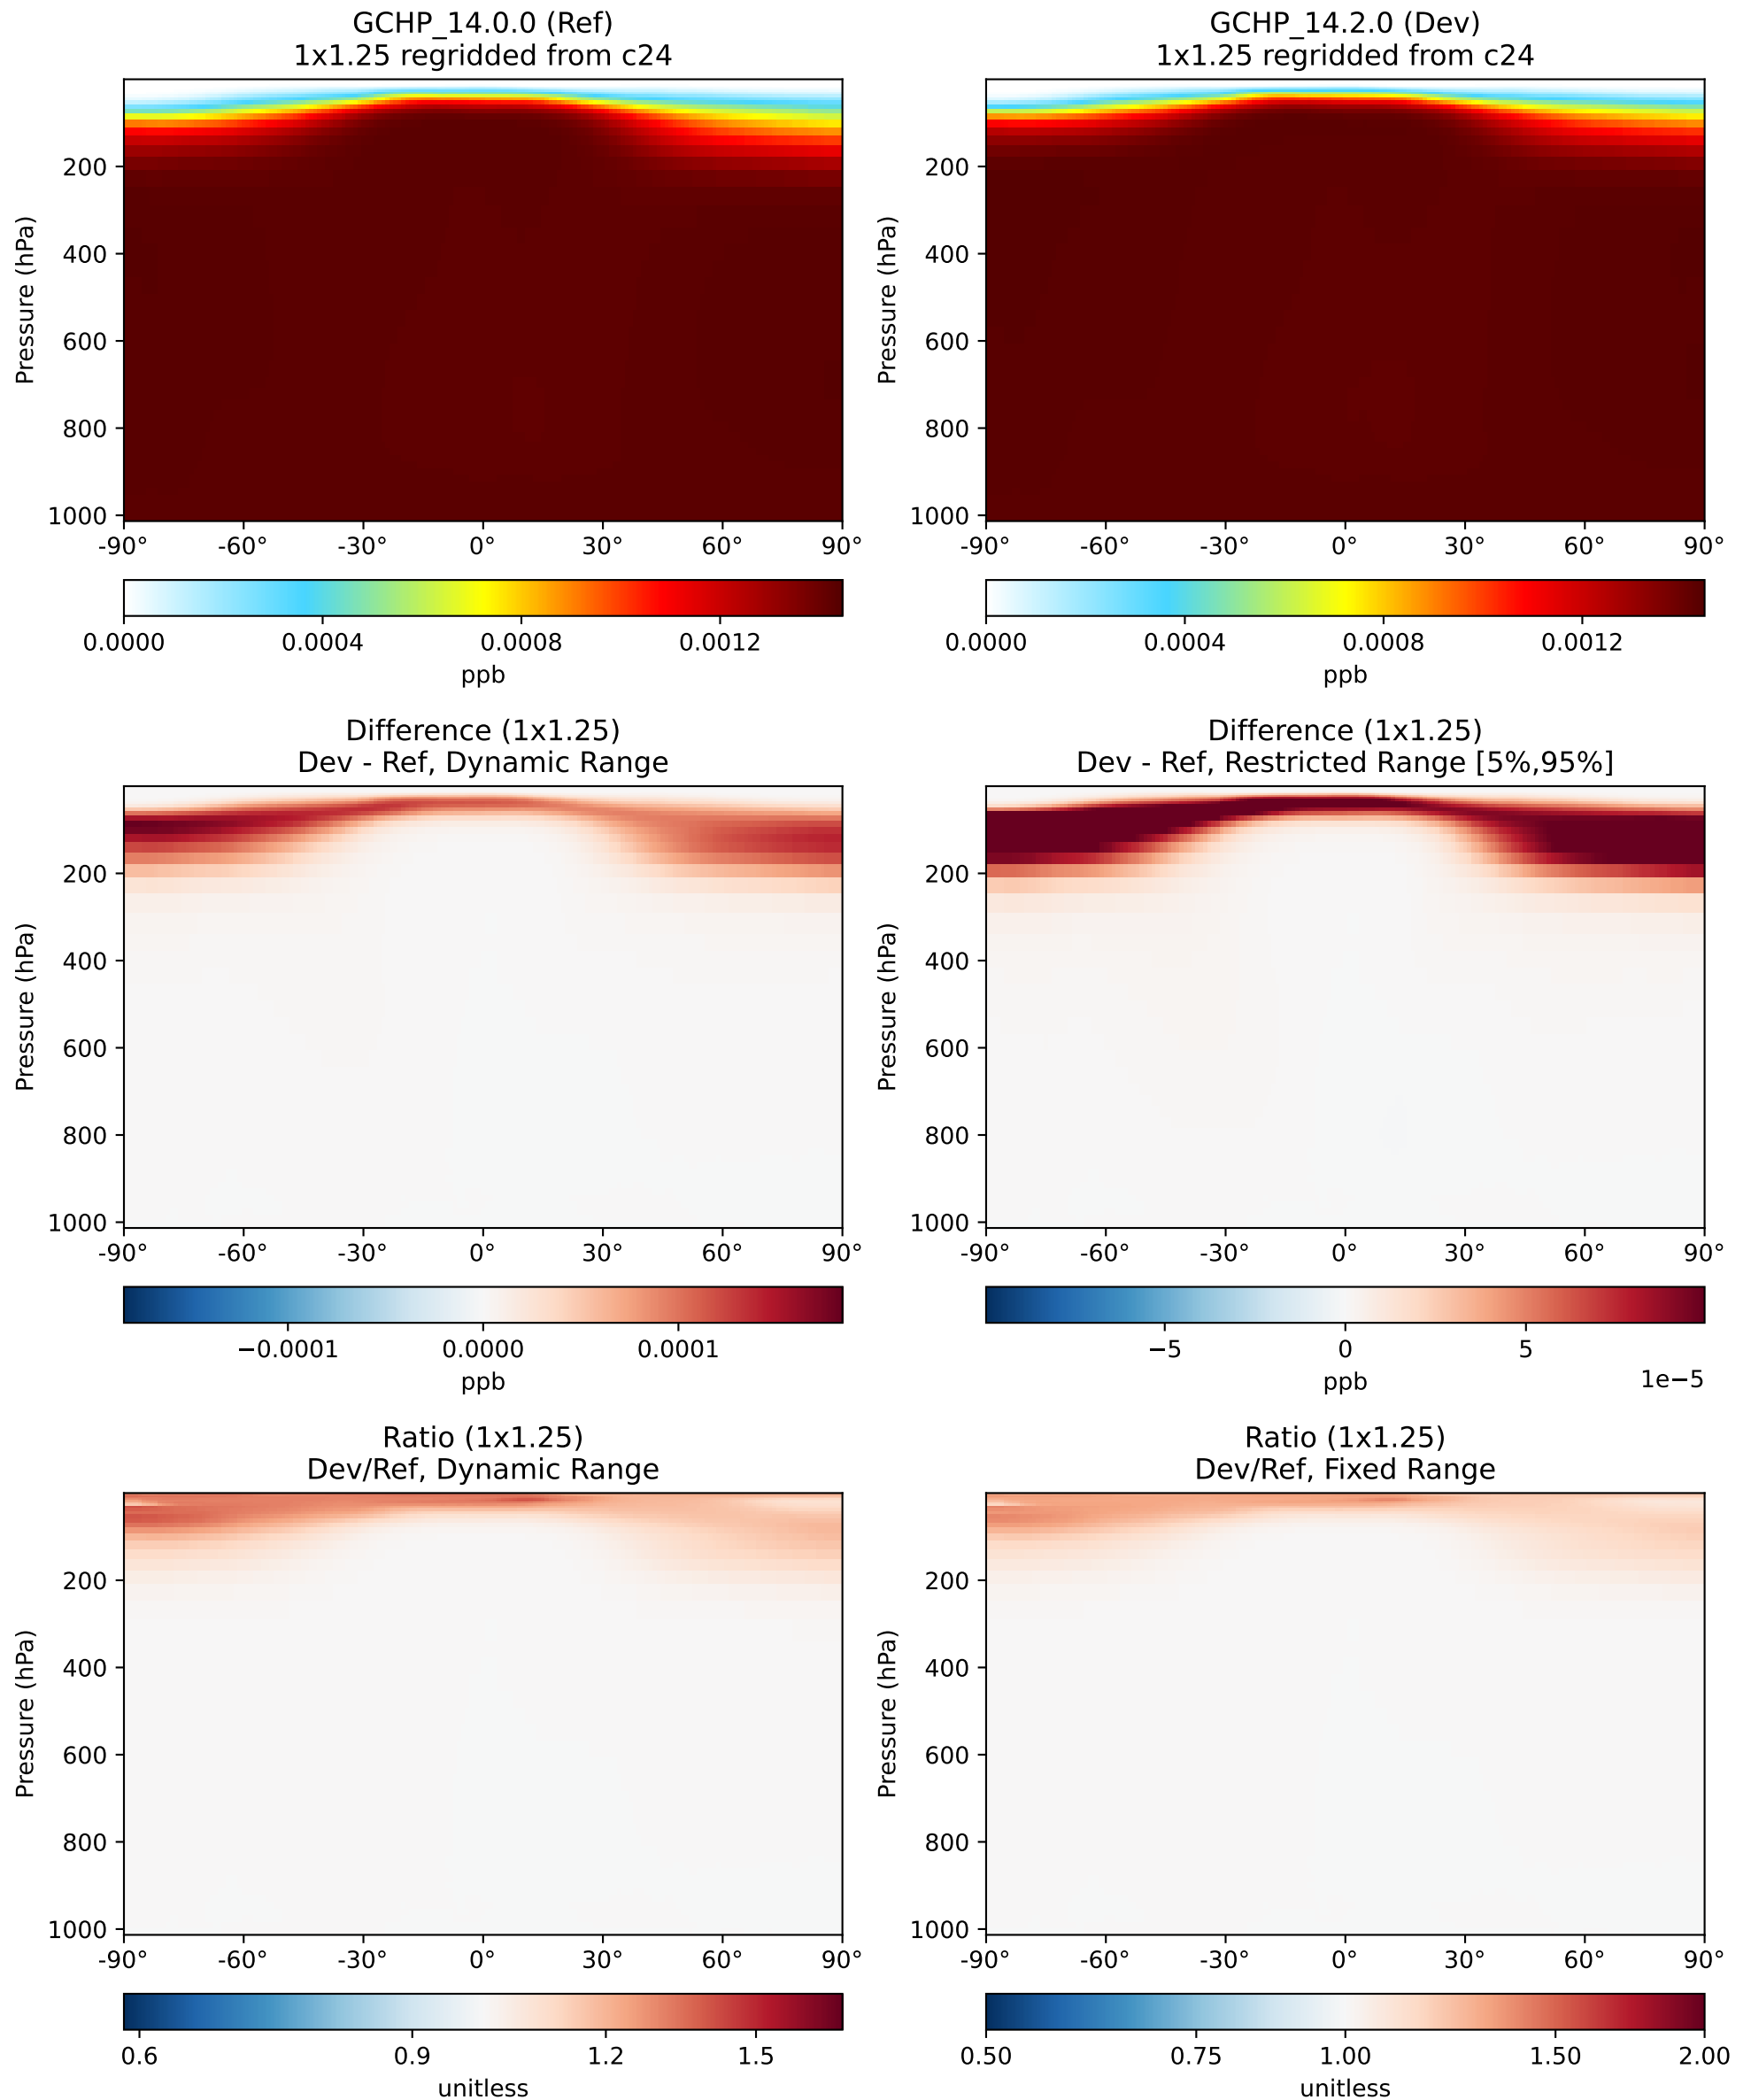 GCHP_14.0.0 (Ref)
1x1.25 regridded from c24
GCHP_14.2.0 (Dev)
1x1.25 regridded from c24
Pressure (hPa)
200
400
600
800
1000
-90° -60° -30° 0° 30° 60° 90°
0.0000 0.0004 0.0008 0.0012
ppb
Pressure (hPa)
200
400
600
800
1000
-90° -60° -30° 0° 30° 60° 90°
0.0000 0.0004 0.0008 0.0012
ppb
Difference (1x1.25)
Dev - Ref, Dynamic Range
Pressure (hPa)
200
400
600
800
1000
-90° -60° -30° 0° 30° 60° 90°
−0.0001 0.0000 0.0001
ppb
Difference (1x1.25)
Dev - Ref, Restricted Range [5%,95%]
Pressure (hPa)
200
400
600
800
1000
-90° -60° -30° 0° 30° 60° 90°
−5 0 5
ppb
1e−5
Ratio (1x1.25)
Dev/Ref, Dynamic Range
Pressure (hPa)
200
400
600
800
1000
-90° -60° -30° 0° 30° 60° 90°
0.6 0.9 1.2 1.5
unitless
Ratio (1x1.25)
Dev/Ref, Fixed Range
Pressure (hPa)
200
400
600
800
1000
-90° -60° -30° 0° 30° 60° 90°
0.50 0.75 1.00 1.50 2.00
unitless